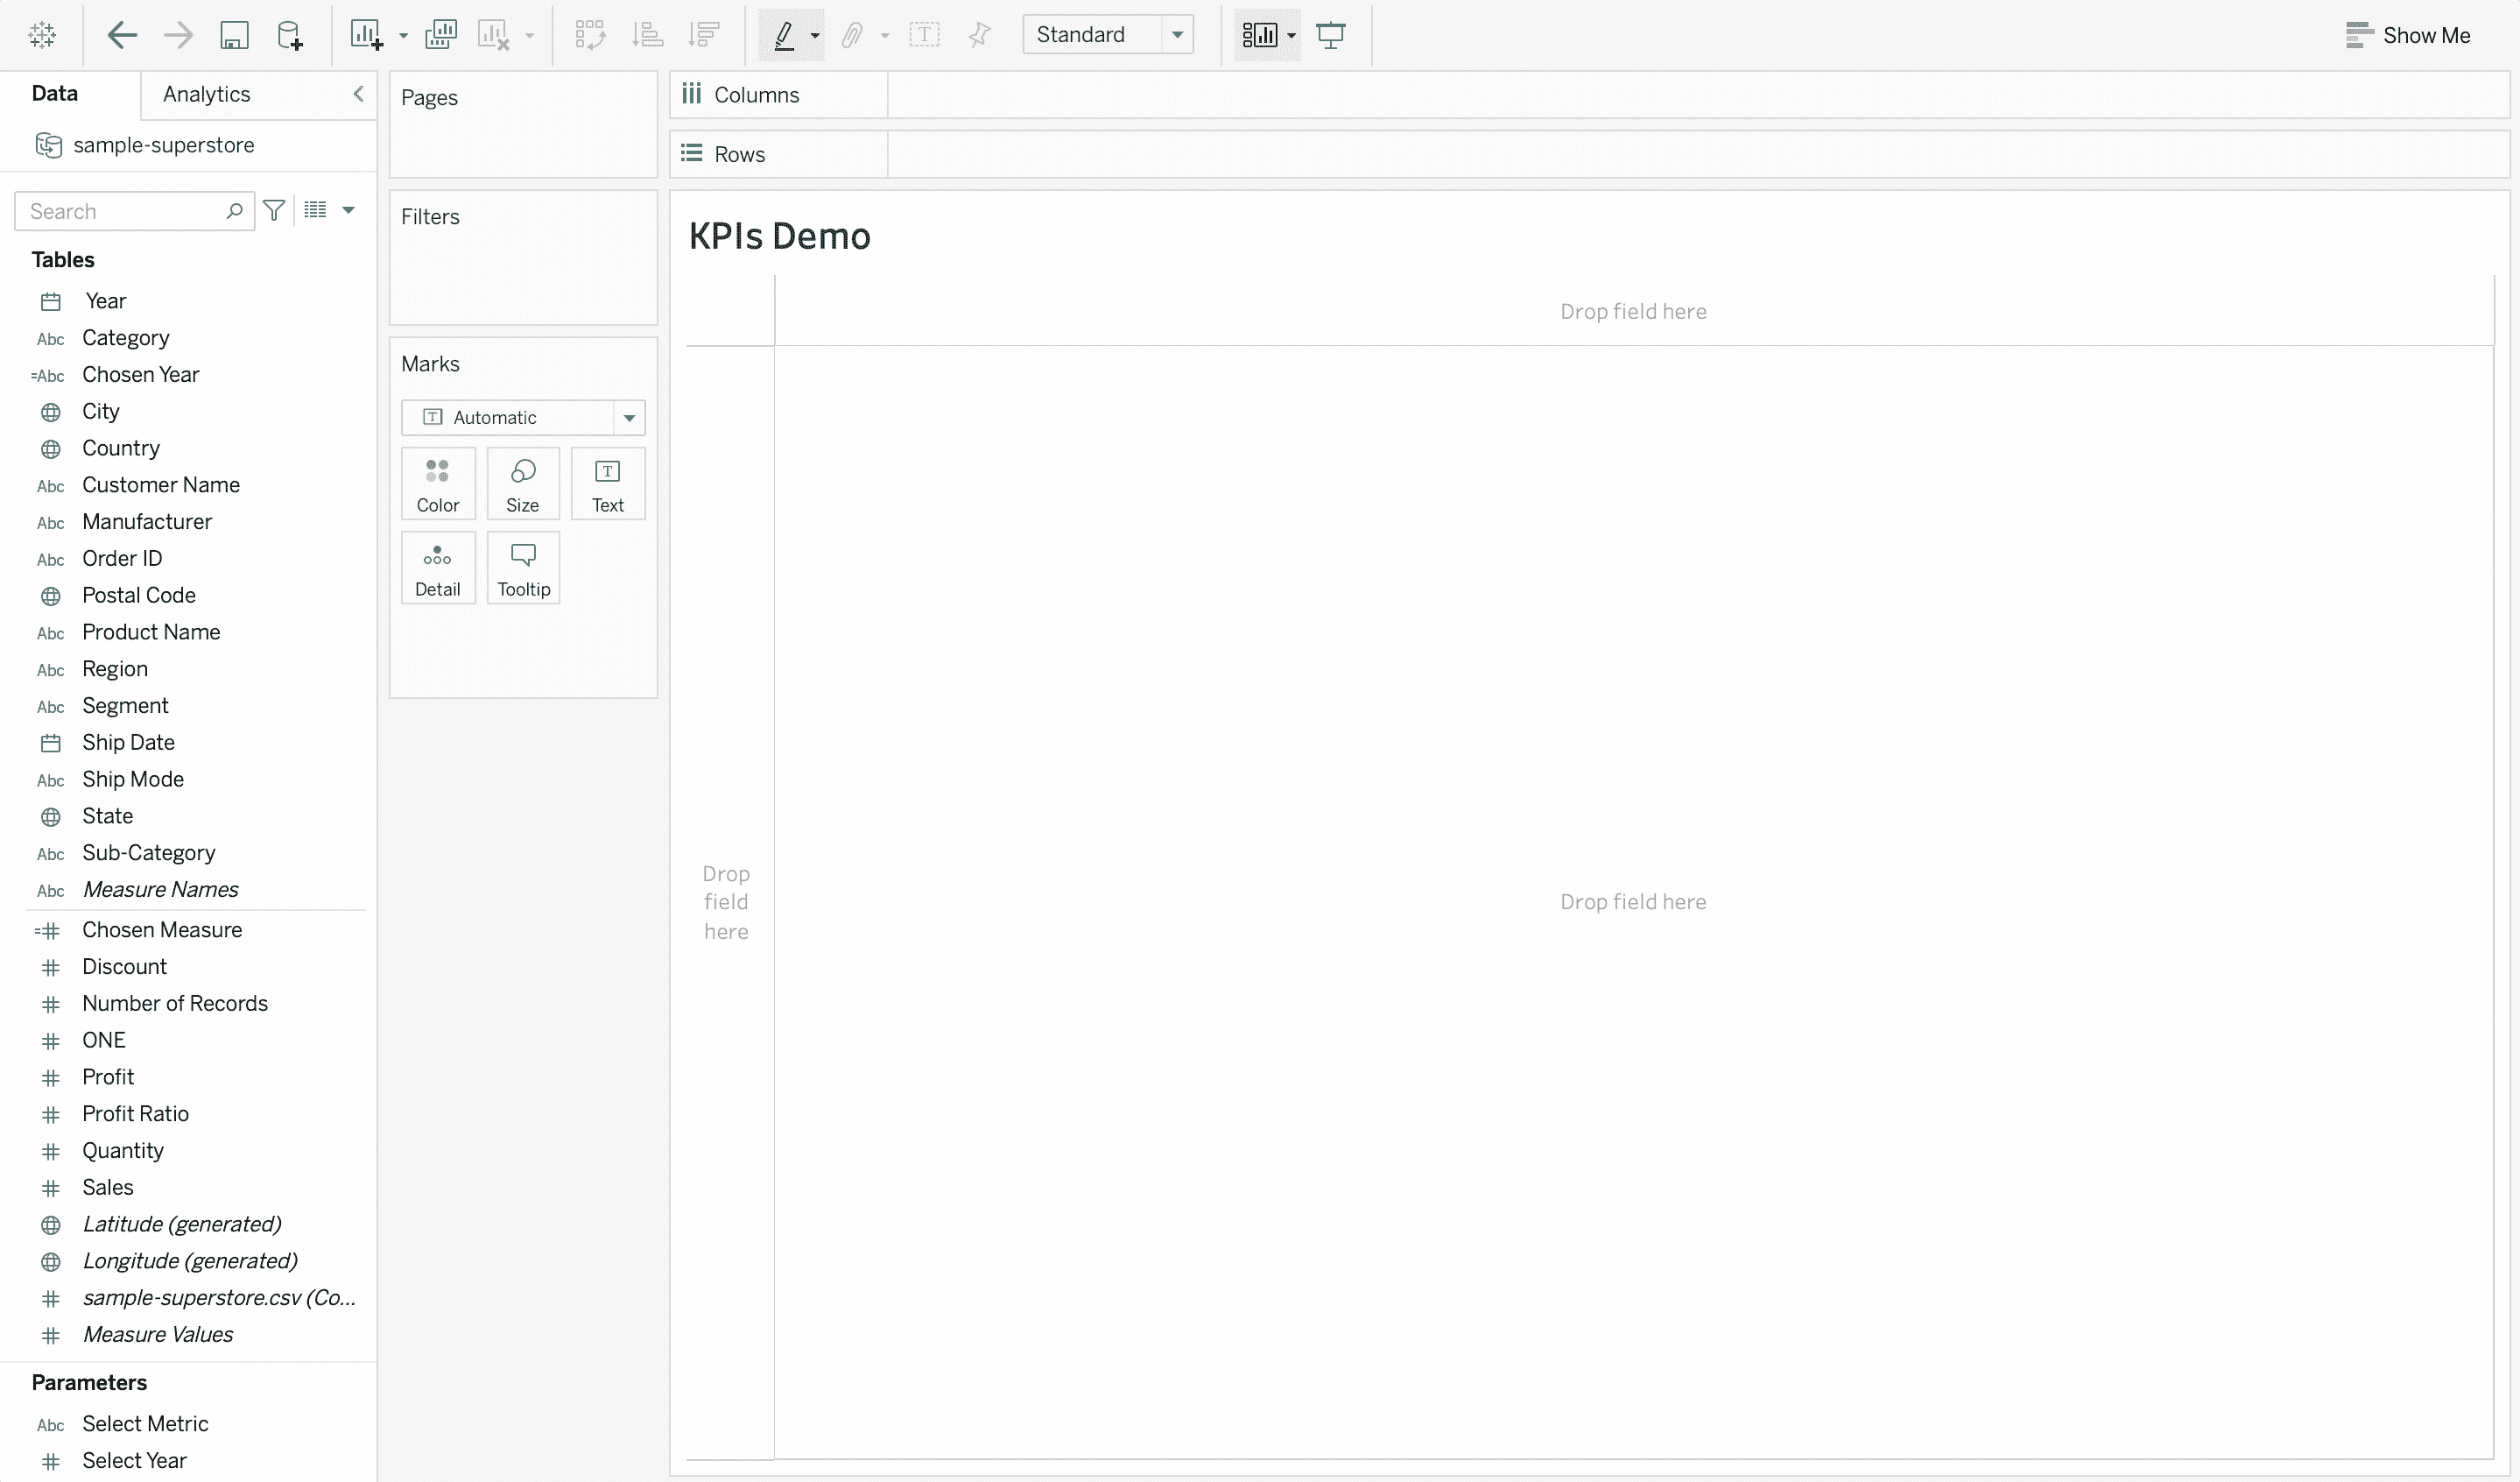 Standard
Show Me
Data
Analytics
sample-superstore
Search
Tables
Year
Abc Category
=Abc Chosen Year
City
Country
Abc Customer Name
Abc Manufacturer
Abc Order ID
Postal Code
Abc Product Name
Abc Region
Abc Segment
Ship Date
Abc Ship Mode
State
Abc Sub-Category
Abc Measure Names
=# Chosen Measure
# Discount
# Number of Records
# ONE
# Profit
# Profit Ratio
# Quantity
# Sales
Latitude (generated)
Longitude (generated)
# sample-superstore.csv (Co...
# Measure Values
Parameters
Abc Select Metric
# Select Year
Pages
Filters
Marks
T Automatic
Color
Size
T Text
Detail
Tooltip
Columns
Rows
KPIs Demo
Drop field here
Drop
field
here
Drop field here